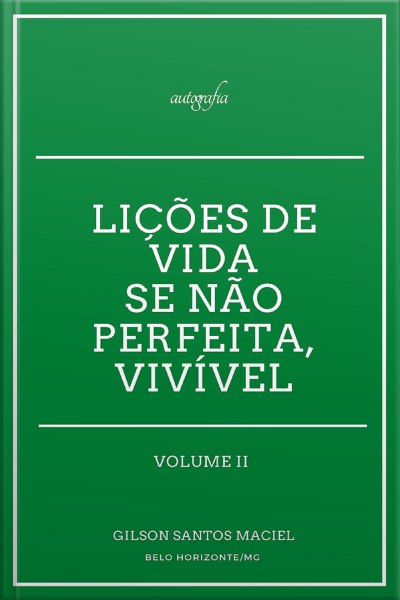 autografia
LIÇÕES DE
VIDA
SE NÃO
PERFEITA,
VIVÍVEL
VOLUME II
GILSON SANTOS MACIEL
BELO HORIZONTE/MG